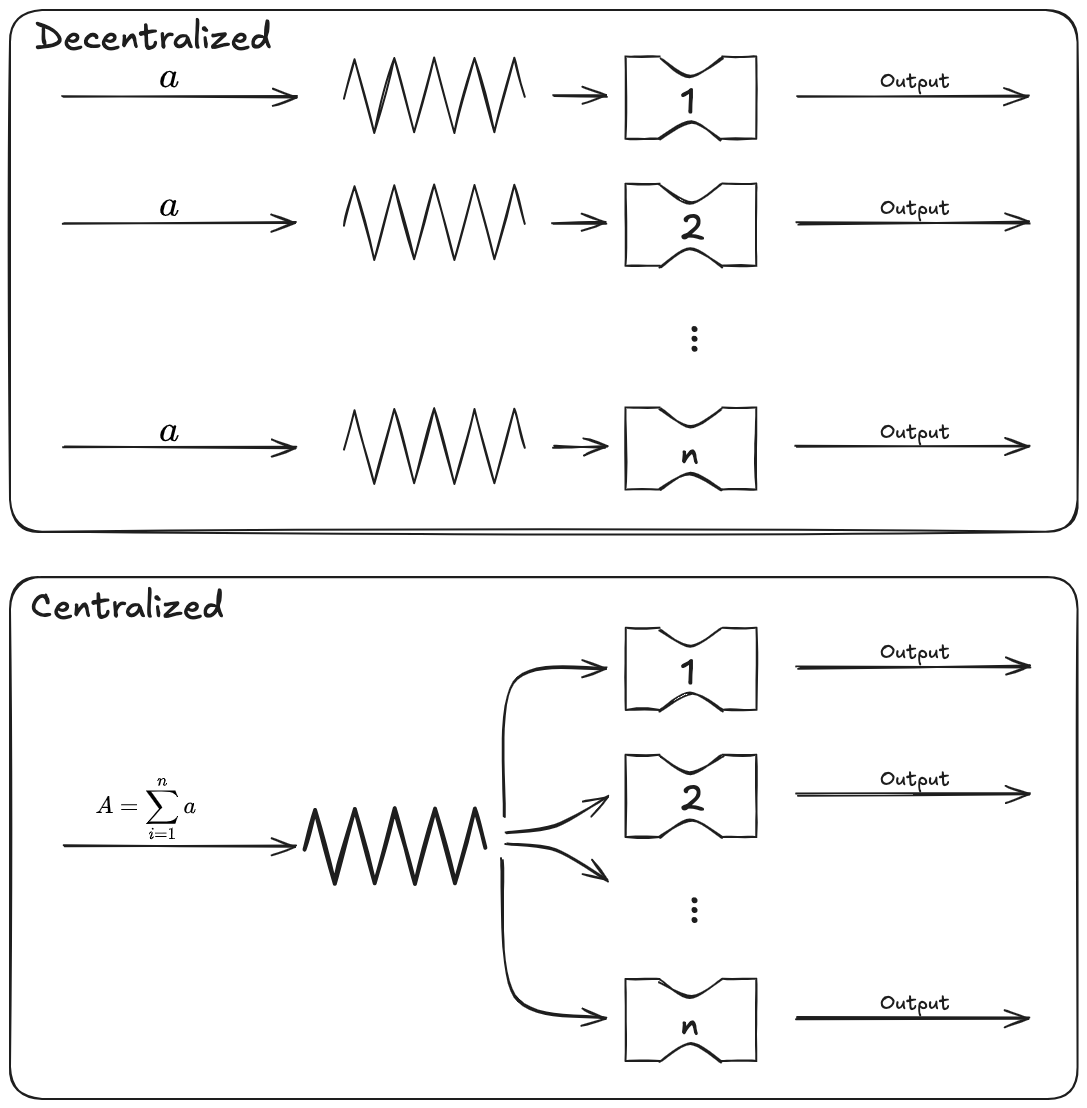 Decentralized
a
1
Output
a
2
Output
⋮
a
n
Output
Centralized
1
Output
2
Output
A = \sum_{i=1}^{n} a
⋮
n
Output